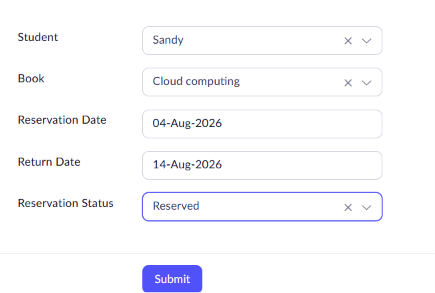 Student Sandy
Book Cloud computing
Reservation Date 04-Aug-2026
Return Date 14-Aug-2026
Reservation Status Reserved
Submit